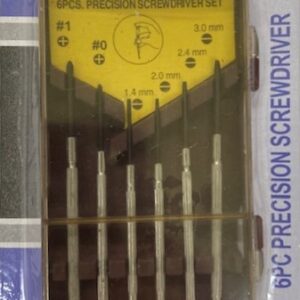 6PCS. PRECISION SCREWDRIVER SET
#1
#0
3.0 mm
2.4 mm
2.0 mm
1.4 mm
6PC PRECISION SCREWDRIVER